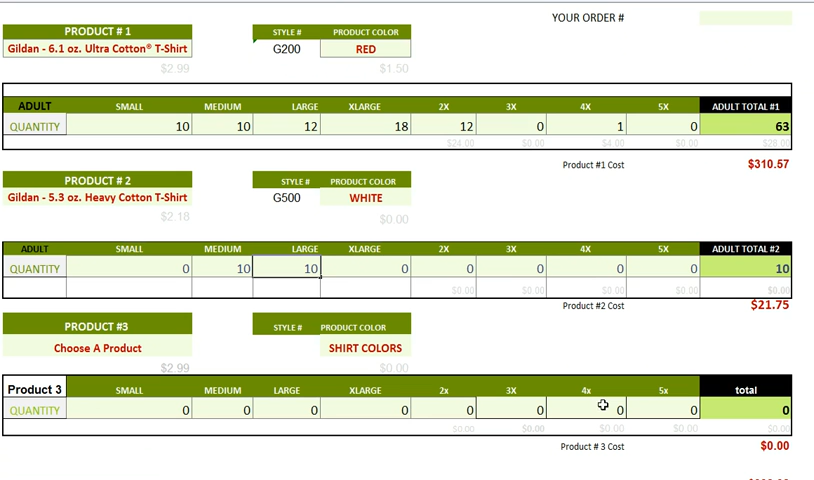 YOUR ORDER #
PRODUCT # 1 STYLE # PRODUCT COLOR
Gildan - 6.1 oz. Ultra Cotton® T-Shirt G200 RED
$2.99 $1.50
ADULT SMALL MEDIUM LARGE XLARGE 2X 3X 4X 5X ADULT TOTAL #1
QUANTITY 10 10 12 18 12 0 1 0 63
$24.00 $0.00 $4.00 $0.00 $28.00
Product #1 Cost $310.57
PRODUCT # 2 STYLE # PRODUCT COLOR
Gildan - 5.3 oz. Heavy Cotton T-Shirt G500 WHITE
$2.18 $0.00
ADULT SMALL MEDIUM LARGE XLARGE 2X 3X 4X 5X ADULT TOTAL #2
QUANTITY 0 10 10 0 0 0 0 0 10
$0.00 $0.00 $0.00 $0.00 $0.00
Product #2 Cost $21.75
PRODUCT #3 STYLE # PRODUCT COLOR
Choose A Product SHIRT COLORS
$2.99 $0.00
Product 3 SMALL MEDIUM LARGE XLARGE 2x 3X 4x 5x total
QUANTITY 0 0 0 0 0 0 0 0 0
$0.00 $0.00 $0.00 $0.00 $0.00
Product # 3 Cost $0.00